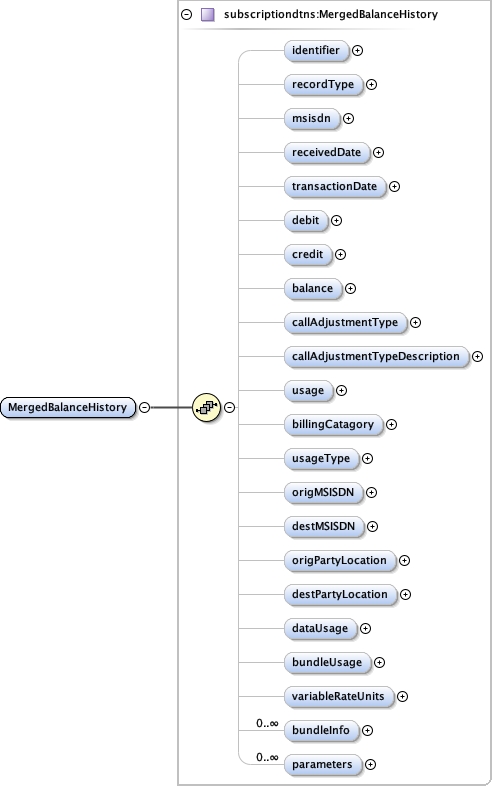 subscriptiondtns:MergedBalanceHistory
identifier
recordType
msisdn
receivedDate
transactionDate
debit
credit
balance
callAdjustmentType
callAdjustmentTypeDescription
usage
MergedBalanceHistory
billingCatagory
usageType
origMSISDN
destMSISDN
origPartyLocation
destPartyLocation
dataUsage
bundleUsage
variableRateUnits
0..∞ bundleInfo
0..∞ parameters